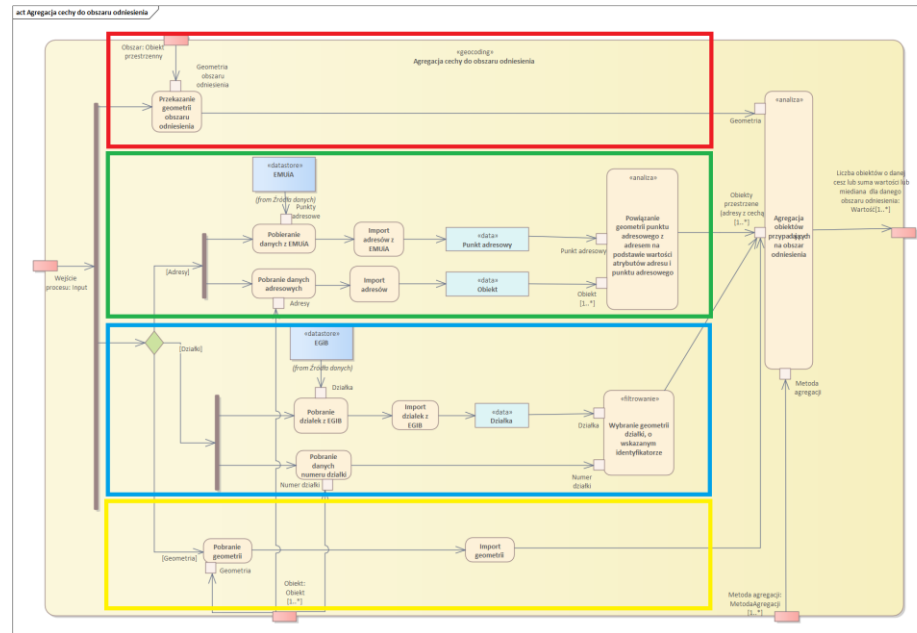 act Agregacja cechy do obszaru odniesienia
«geocoding»
Agregacja cechy do obszaru odniesienia
Obszar: Obiekt
przestrzenny
Geometria
obszaru
odniesienia
Przekazanie
geometrii
obszaru
odniesienia
Geometria
«analiza»
Agregacja
obiektów
przypadających
na obszar
odniesienia
«datastore»
EMUiA
(from Źródła danych)
Punkty
adresowe
Pobieranie
danych z EMUiA
Import
adresów z
EMUiA
«data»
Punkt adresowy
Punkt adresowy
«analiza»
Powiązanie
geometrii punktu
adresowego z
adresem na
podstawie wartości
atrybutów adresu i
punktu adresowego
Obiekty
przestrzene
(adresy z cechą
[1..*]
Liczba obiektów o danej
cesz lub suma wartości lub
mediana dla danego
obszaru odniesienia:
Wartość[1..*]
Wejście
procesu: Input
[Adresy]
Pobranie danych
adresowych
Adresy
Import
adresów
«data»
Obiekt
Obiekt
[1..*]
[Działki]
«datastore»
EGIB
(from Źródła danych)
Działka
Pobranie
działek z EGIB
Import
działek z
EGIB
«data»
Działka
Działka
«filtrowanie»
Wybranie geometrii
działki, o
wskazanym
identyfikatorze
Metoda
agregacji
Pobranie
danych
numeru działki
Numer działki
Numer
działki
[Geometria]
Pobranie
geometrii
Geometria
Import
geometrii
Obiekt:
Obiekt
[1..*]
Metoda agregacji:
MetodaAgregacji
[1..*]